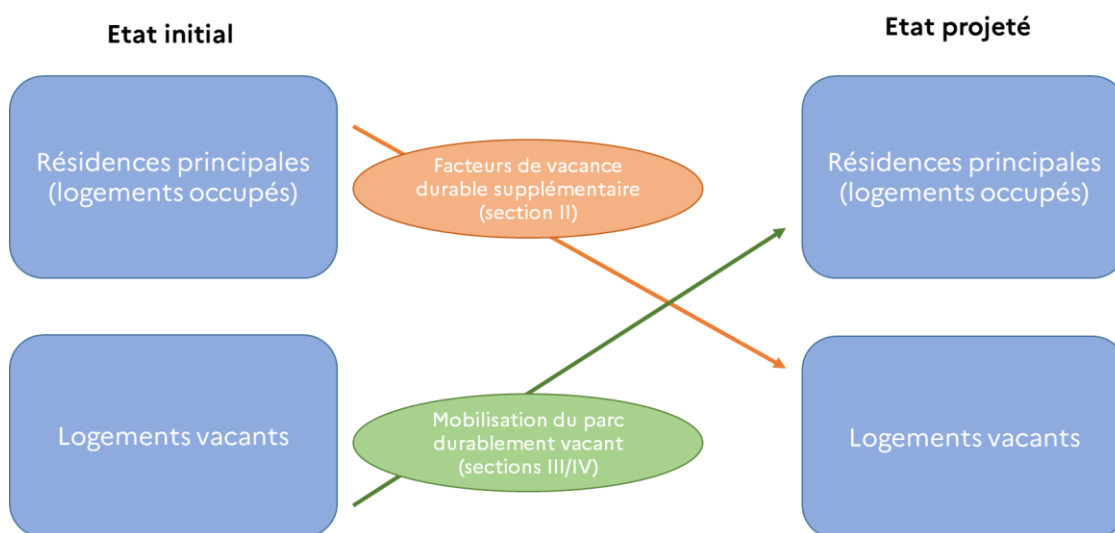 Etat initial
Etat projeté
Résidences principales
(logements occupés)
Facteurs de vacance
durable supplémentaire
(section II)
Résidences principales
(logements occupés)
Logements vacants
Mobilisation du parc
durablement vacant
(sections III/IV)
Logements vacants